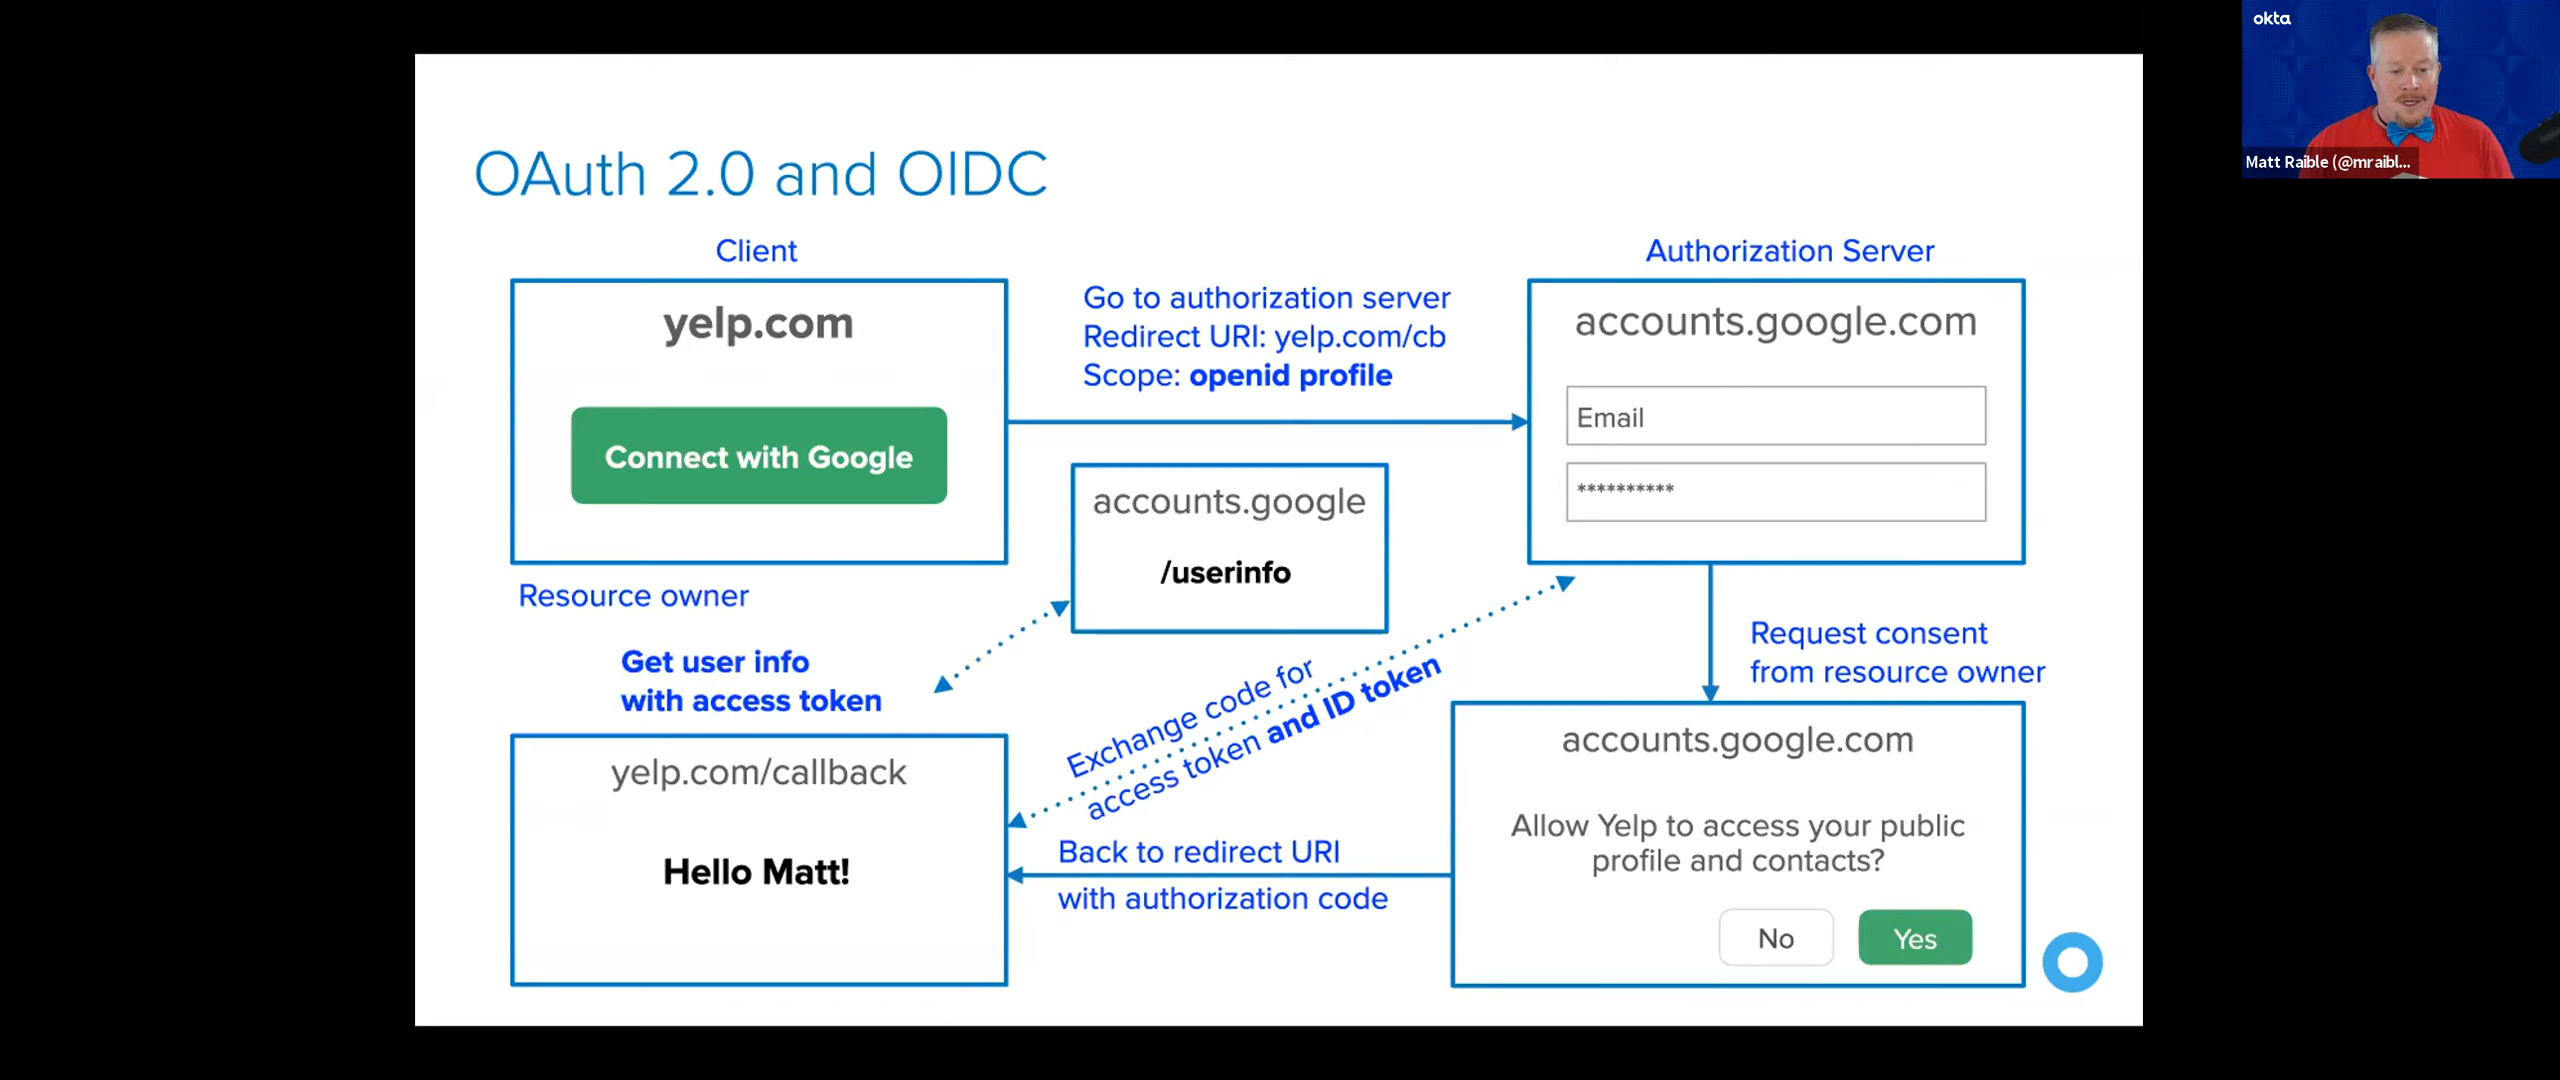 okta
Matt Raible (@mraibl...
OAuth 2.0 and OIDC
Client
yelp.com
Connect with Google
Resource owner
Go to authorization server
Redirect URI: yelp.com/cb
Scope: openid profile
Authorization Server
accounts.google.com
Email
**********
accounts.google
/userinfo
Get user info
with access token
Exchange code for
access token and ID token
Request consent
from resource owner
yelp.com/callback
Hello Matt!
Back to redirect URI
with authorization code
accounts.google.com
Allow Yelp to access your public
profile and contacts?
No
Yes